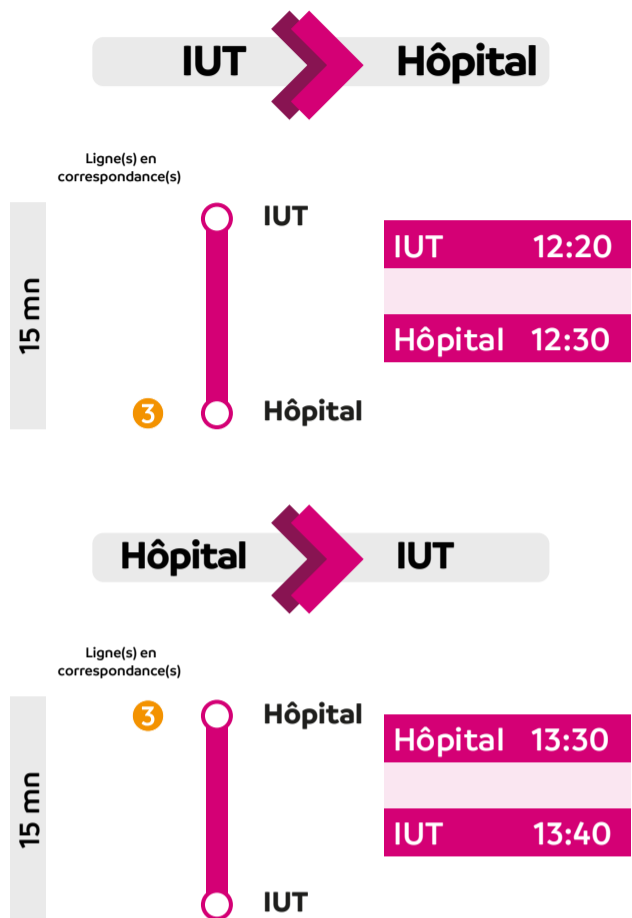 IUT Hôpital
Ligne(s) en
correspondance(s)
IUT
IUT 12:20
15 mn
Hôpital 12:30
3 Hôpital
Hôpital IUT
Ligne(s) en
correspondance(s)
3 Hôpital
Hôpital 13:30
15 mn
IUT 13:40
IUT